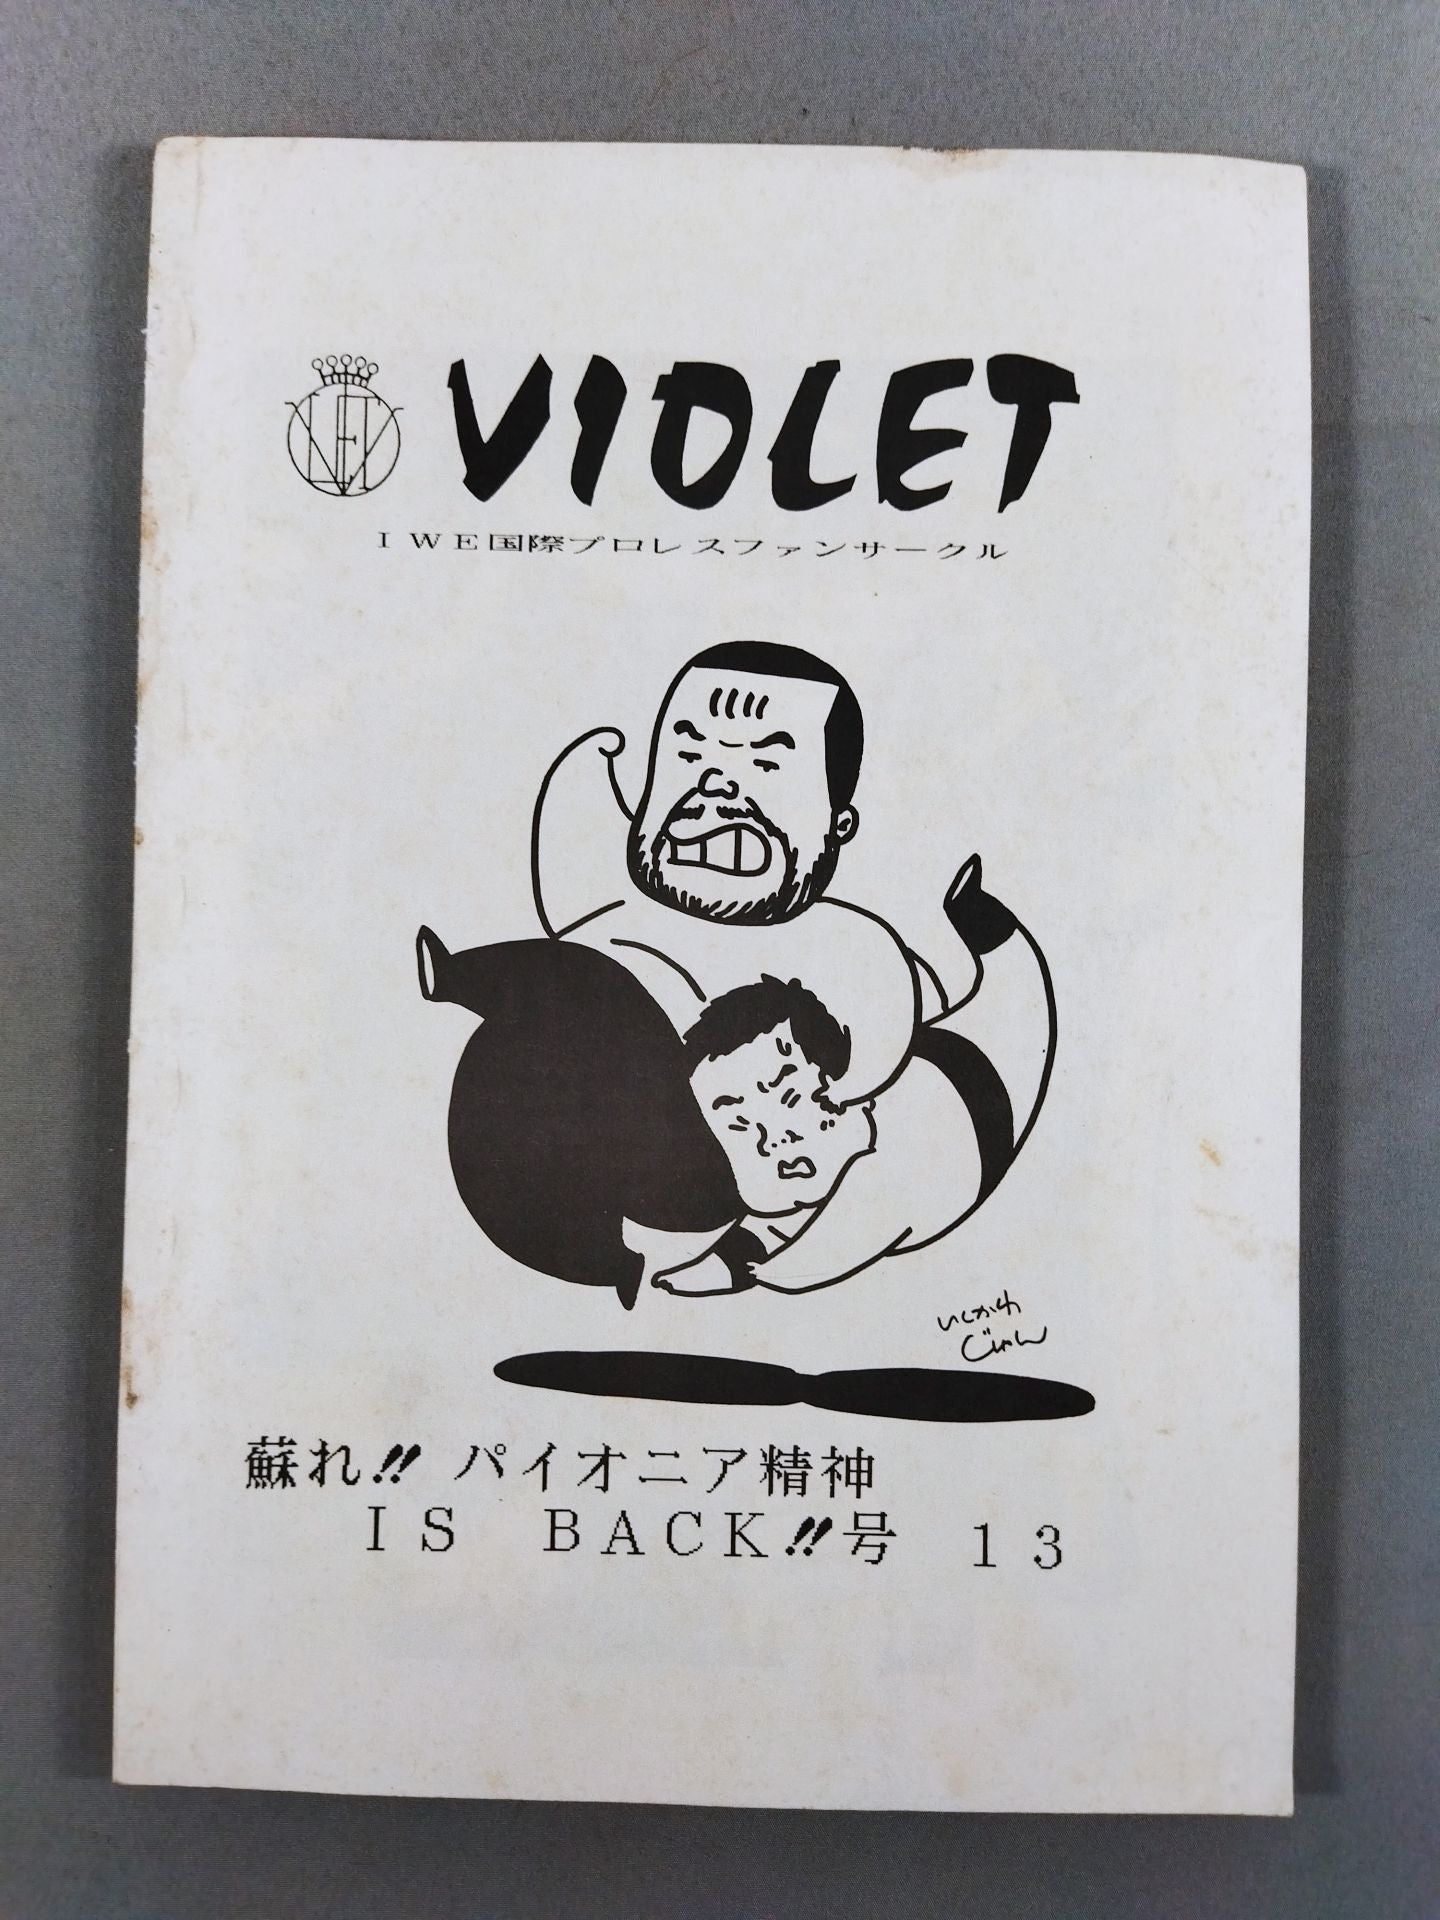 VIOLET
IWE国際プロレスファンサークル
いしかわ
じゅん
蘇れ!! パイオニア精神
IS BACK!!号 13